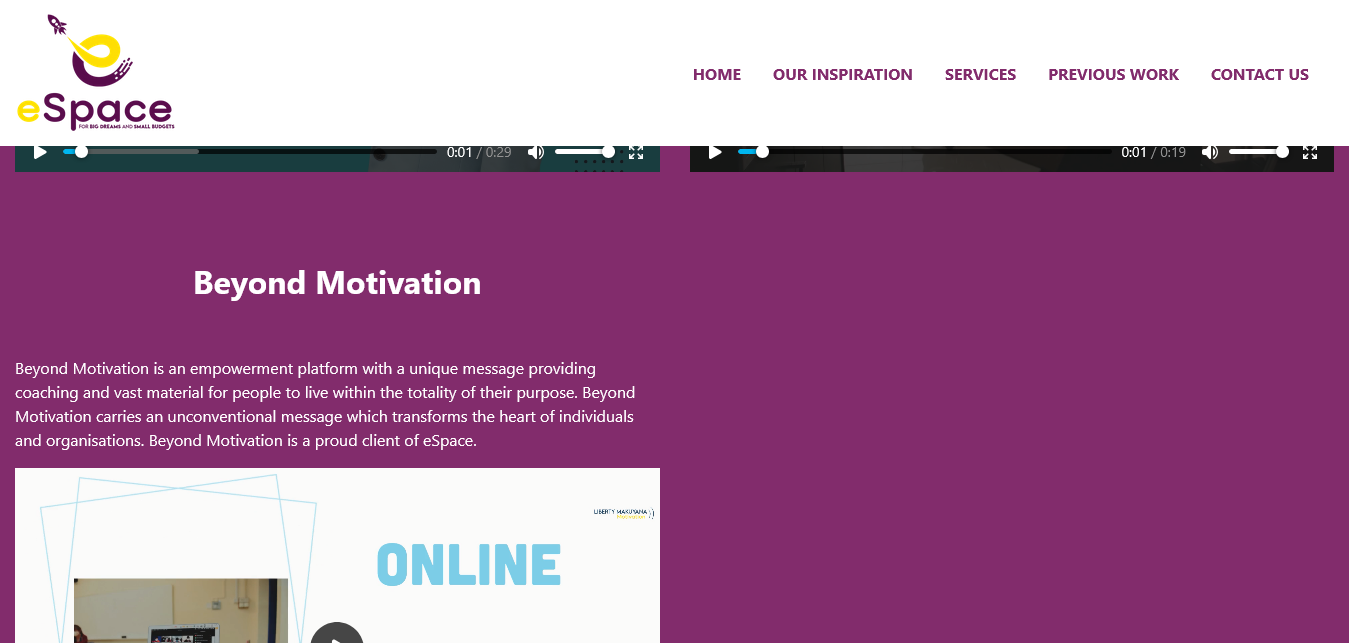 eSpace
FOR BIG DREAMS AND SMALL BUDGETS
HOME
OUR INSPIRATION
SERVICES
PREVIOUS WORK
CONTACT US
0:01 / 0:29
0:01 / 0:19
Beyond Motivation
Beyond Motivation is an empowerment platform with a unique message providing
coaching and vast material for people to live within the totality of their purpose. Beyond
Motivation carries an unconventional message which transforms the heart of individuals
and organisations. Beyond Motivation is a proud client of eSpace.
LIBERTY MAKUYANA
ONLINE